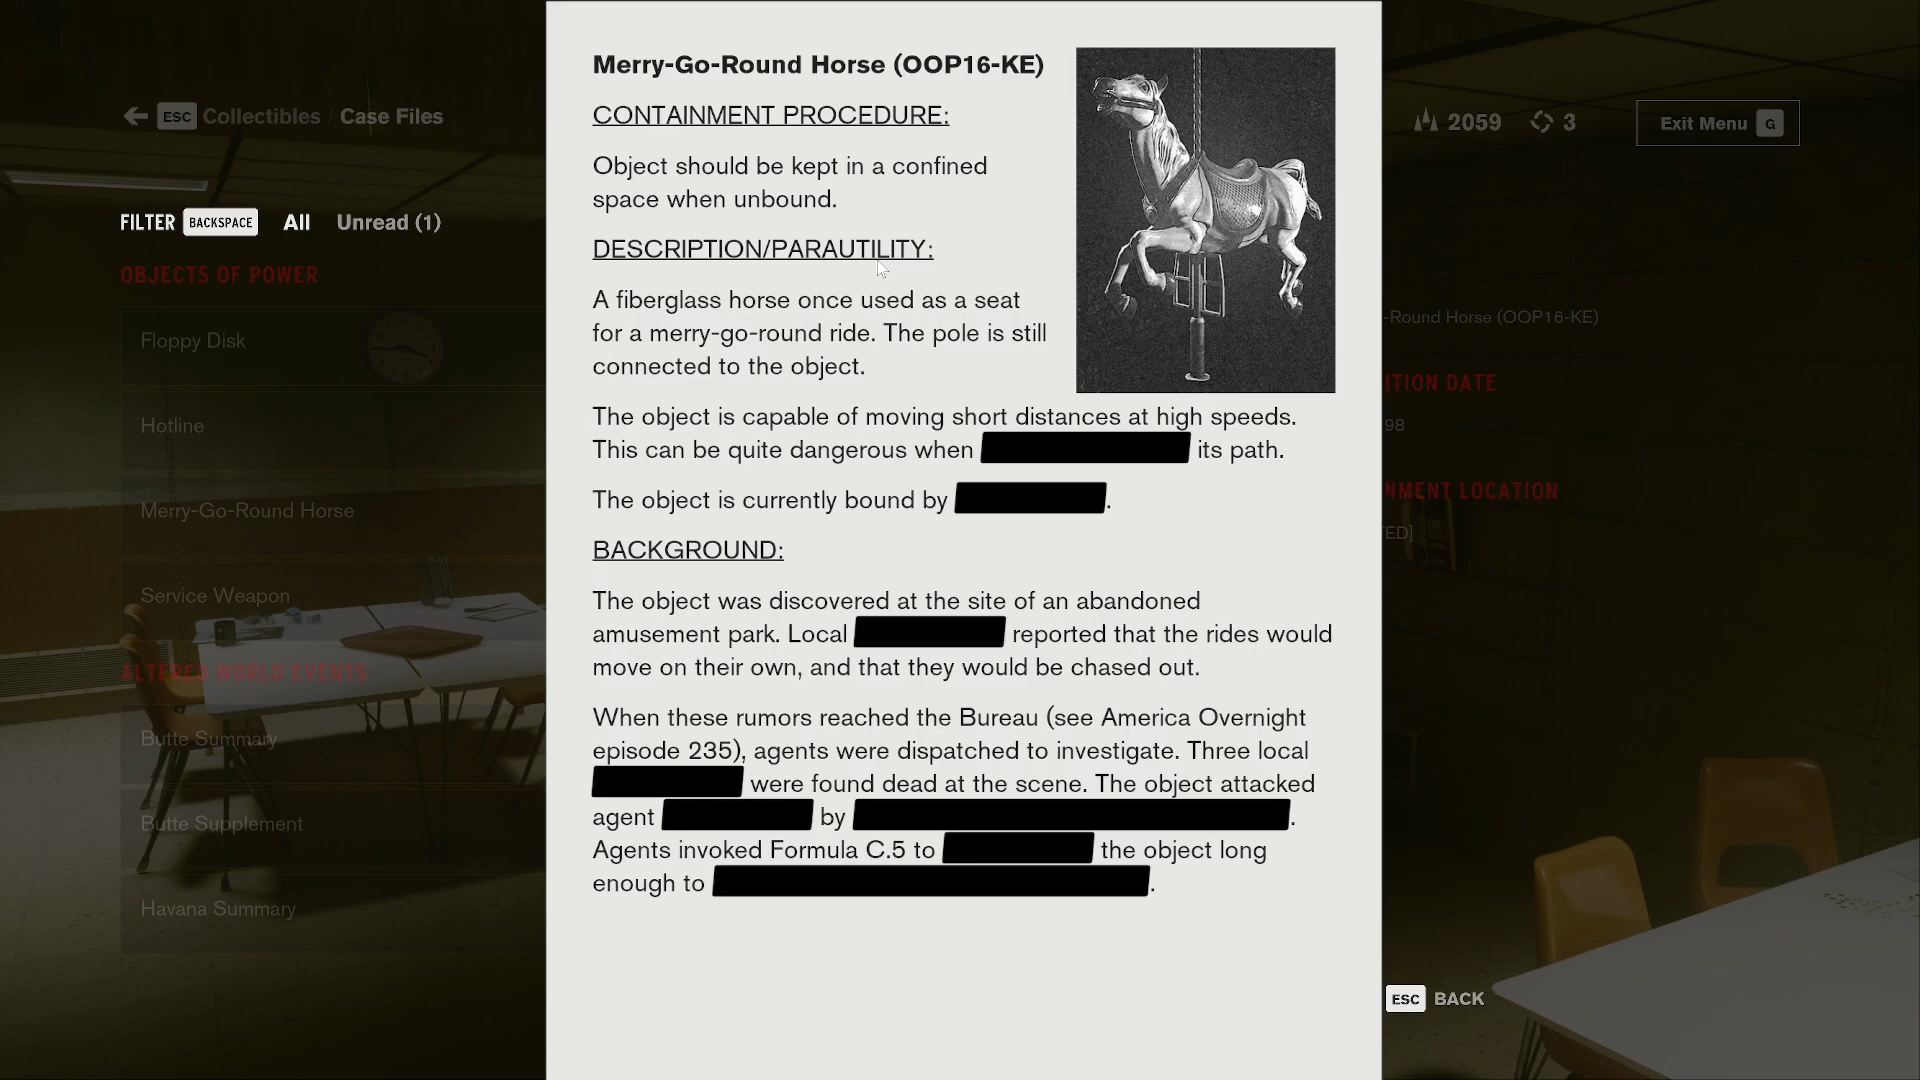 Merry-Go-Round Horse (OOP16-KE)
CONTAINMENT PROCEDURE:
Object should be kept in a confined
space when unbound.
DESCRIPTION/PARAUTILITY:
A fiberglass horse once used as a seat
for a merry-go-round ride. The pole is still
connected to the object.
The object is capable of moving short distances at high speeds.
This can be quite dangerous when its path.
The object is currently bound by .
BACKGROUND:
The object was discovered at the site of an abandoned
amusement park. Local reported that the rides would
move on their own, and that they would be chased out.
When these rumors reached the Bureau (see America Overnight
episode 235), agents were dispatched to investigate. Three local
were found dead at the scene. The object attacked
agent by .
Agents invoked Formula C.5 to the object long
enough to .
ESC Collectibles / Case Files
FILTER BACKSPACE All Unread (1)
OBJECTS OF POWER
Floppy Disk
Hotline
Merry-Go-Round Horse
Service Weapon
ALTERED WORLD EVENTS
Butte Summary
Butte Supplement
Havana Summary
2059 3
Exit Menu G
-Round Horse (OOP16-KE)
ITION DATE
98
NMENT LOCATION
TED]
ESC BACK